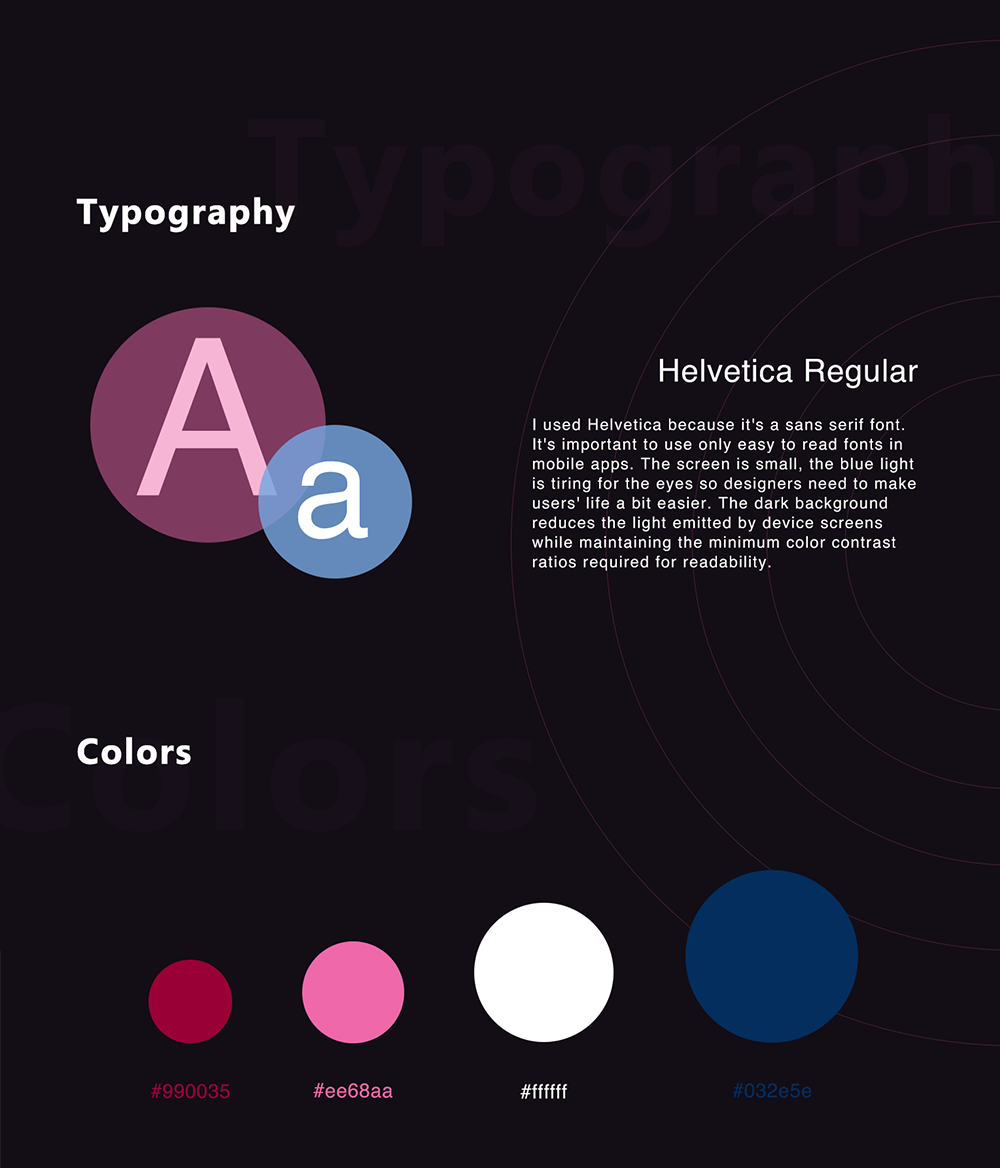 Typograph
Typography
A
a
Helvetica Regular
I used Helvetica because it's a sans serif font.
It's important to use only easy to read fonts in
mobile apps. The screen is small, the blue light
is tiring for the eyes so designers need to make
users' life a bit easier. The dark background
reduces the light emitted by device screens
while maintaining the minimum color contrast
ratios required for readability.
Colors
Colors
#990035
#ee68aa
#ffffff
#032e5e